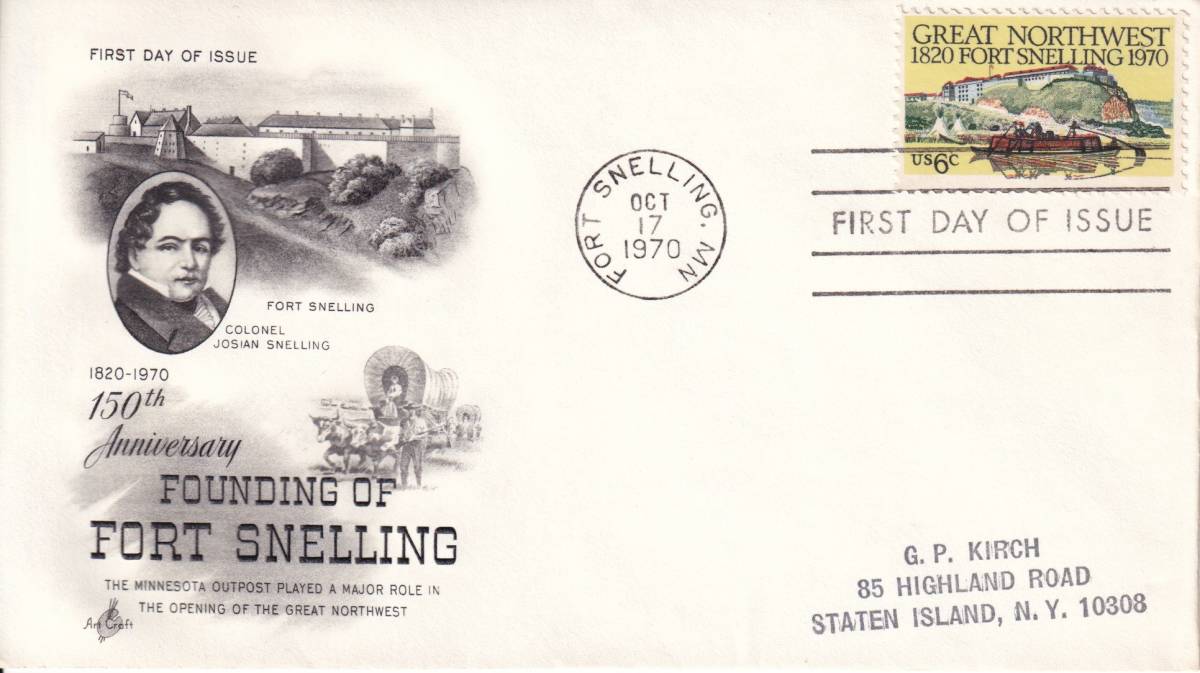 FIRST DAY OF ISSUE
FORT SNELLING
COLONEL
JOSIAN SNELLING
1820-1970
150th
Anniversary
FOUNDING OF
FORT SNELLING
THE MINNESOTA OUTPOST PLAYED A MAJOR ROLE IN
THE OPENING OF THE GREAT NORTHWEST
Art Craft
FORT SNELLING, MN
OCT
17
1970
GREAT NORTHWEST
1820 FORT SNELLING 1970
US 6c
FIRST DAY OF ISSUE
G. P. KIRCH
85 HIGHLAND ROAD
STATEN ISLAND, N. Y. 10308